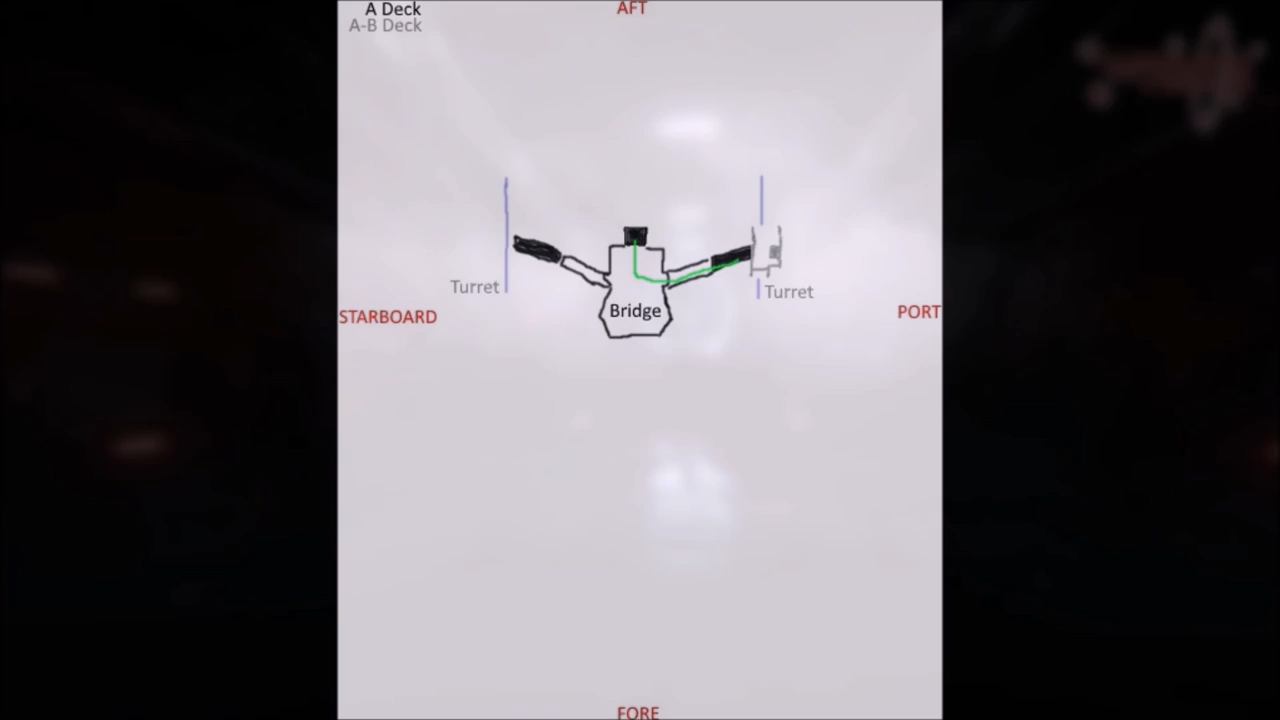 A Deck
A-B Deck
AFT
Turret
Turret
Bridge
STARBOARD
PORT
FORE